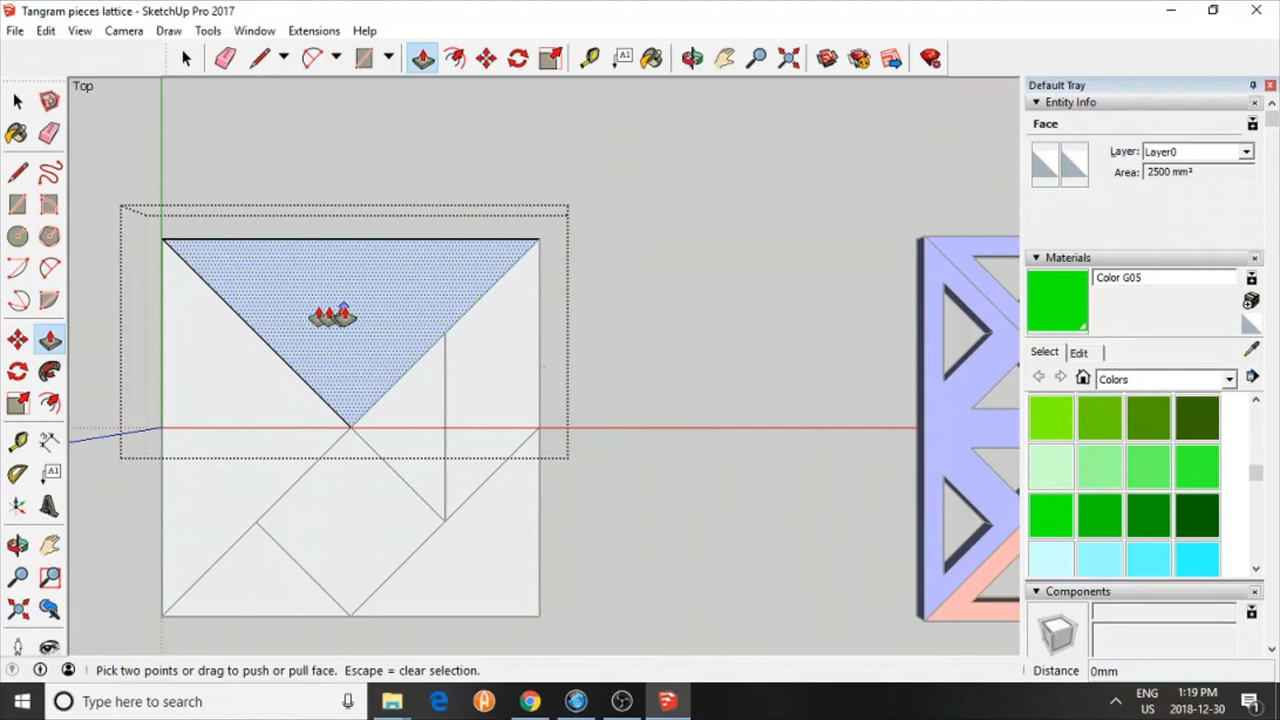 Tangram pieces lattice - SketchUp Pro 2017
File Edit View Camera Draw Tools Window Extensions Help
A1
Top
Default Tray
Entity Info
Face
Layer: Layer0
Area: 2500 mm²
Materials
Color G05
Select Edit
Colors
A1
Components
Pick two points or drag to push or pull face. Escape = clear selection.
Distance 0mm
Type here to search
ENG
US
1:19 PM
2018-12-30
1